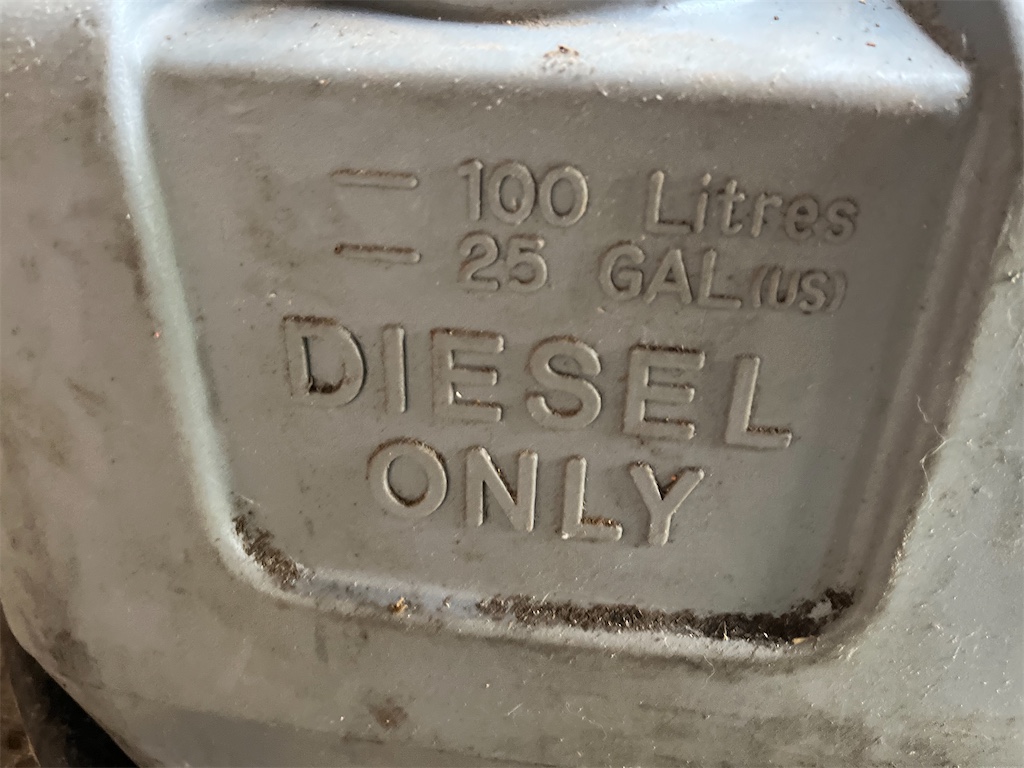 — 100 Litres
— 25 GAL (US)
DIESEL
ONLY